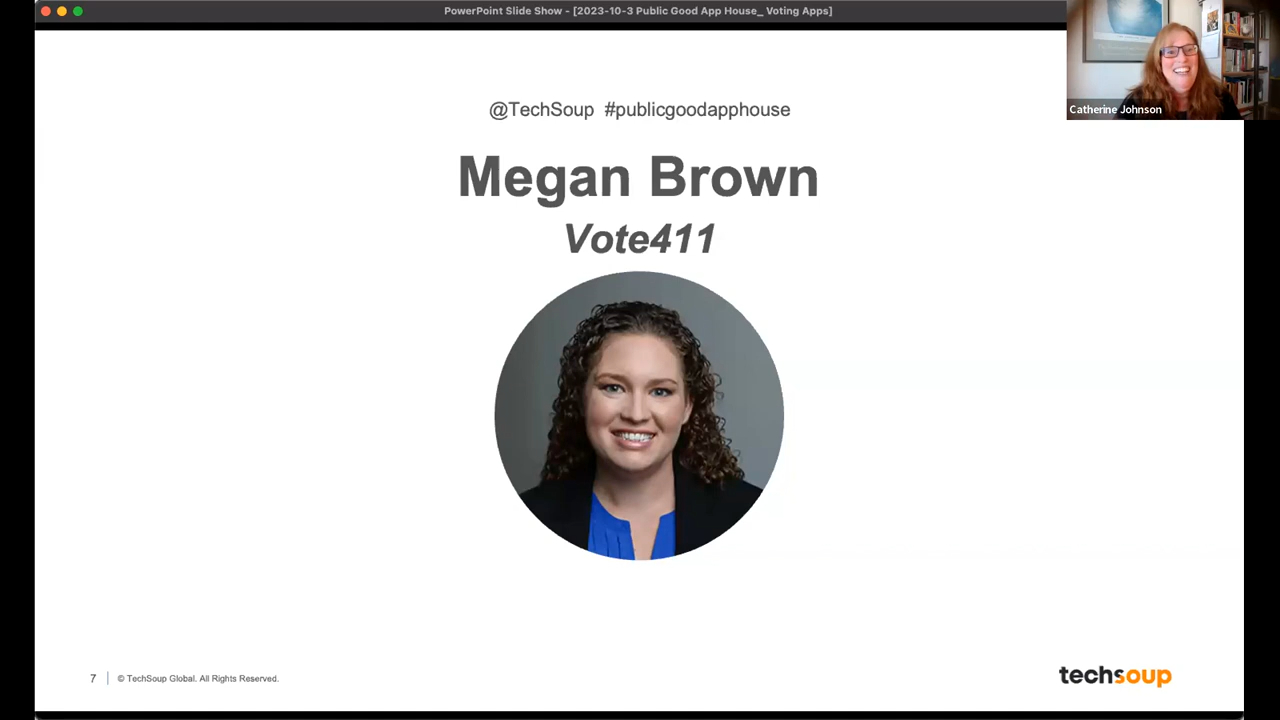 PowerPoint Slide Show - [2023-10-3 Public Good App House_ Voting Apps]
Catherine Johnson
@TechSoup #publicgoodapphouse
Megan Brown
Vote411
7
© TechSoup Global. All Rights Reserved.
techsoup